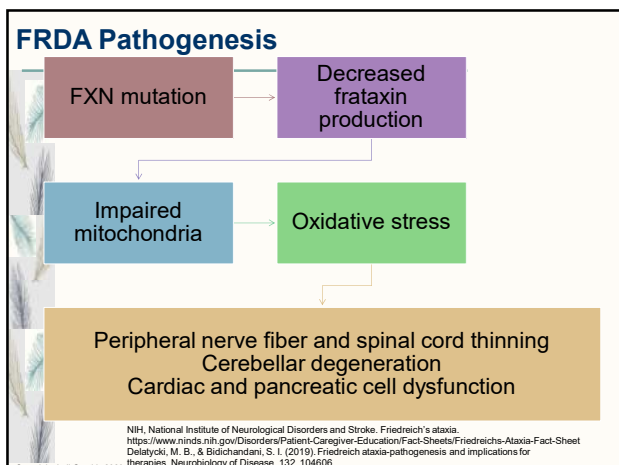 FRDA Pathogenesis
FXN mutation
Decreased
frataxin
production
Impaired
mitochondria
Oxidative stress
Peripheral nerve fiber and spinal cord thinning
Cerebellar degeneration
Cardiac and pancreatic cell dysfunction
NIH, National Institute of Neurological Disorders and Stroke. Friedreich's ataxia.
https://www.ninds.nih.gov/Disorders/Patient-Caregiver-Education/Fact-Sheets/Friedreichs-Ataxia-Fact-Sheet
Delatycki, M. B., & Bidichandani, S. I. (2019). Friedreich ataxia-pathogenesis and implications for
therapies. Neurobiology of Disease, 132, 104606.